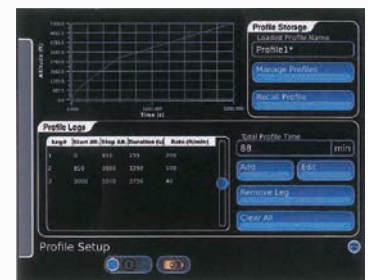 Altitude (ft)
Time (s)
Profile Storage
Loaded Profile Name
Profile1*
Manage Profiles
Recall Profile
Profile Legs
Leg# Start Alt. Stop Alt. Duration (s) Rate (ft/min)
1 0 850 255 200
2 850 3000 1290 100
3 3000 5500 3750 40
Total Profile Time
88 min
Add Edit
Remove Leg
Clear All
Profile Setup